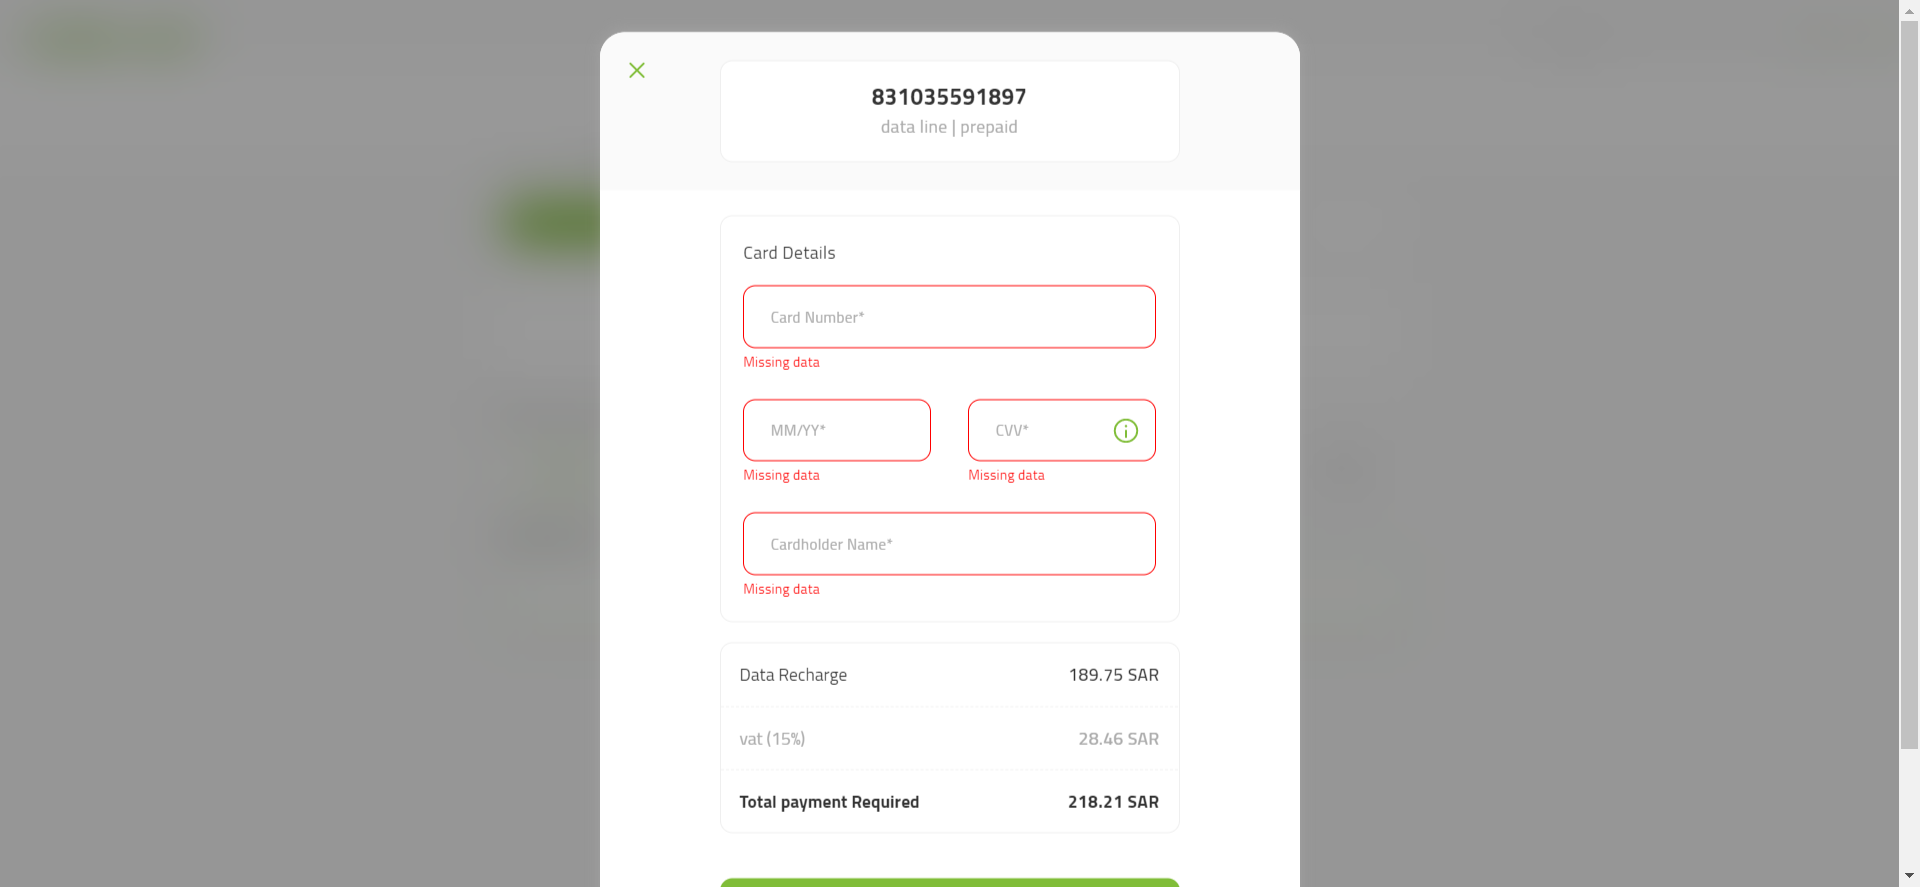 831035591897
data line | prepaid
Card Details
Card Number*
Missing data
MM/YY*
CVV*
Missing data
Missing data
Cardholder Name*
Missing data
Data Recharge 189.75 SAR
vat (15%) 28.46 SAR
Total payment Required 218.21 SAR